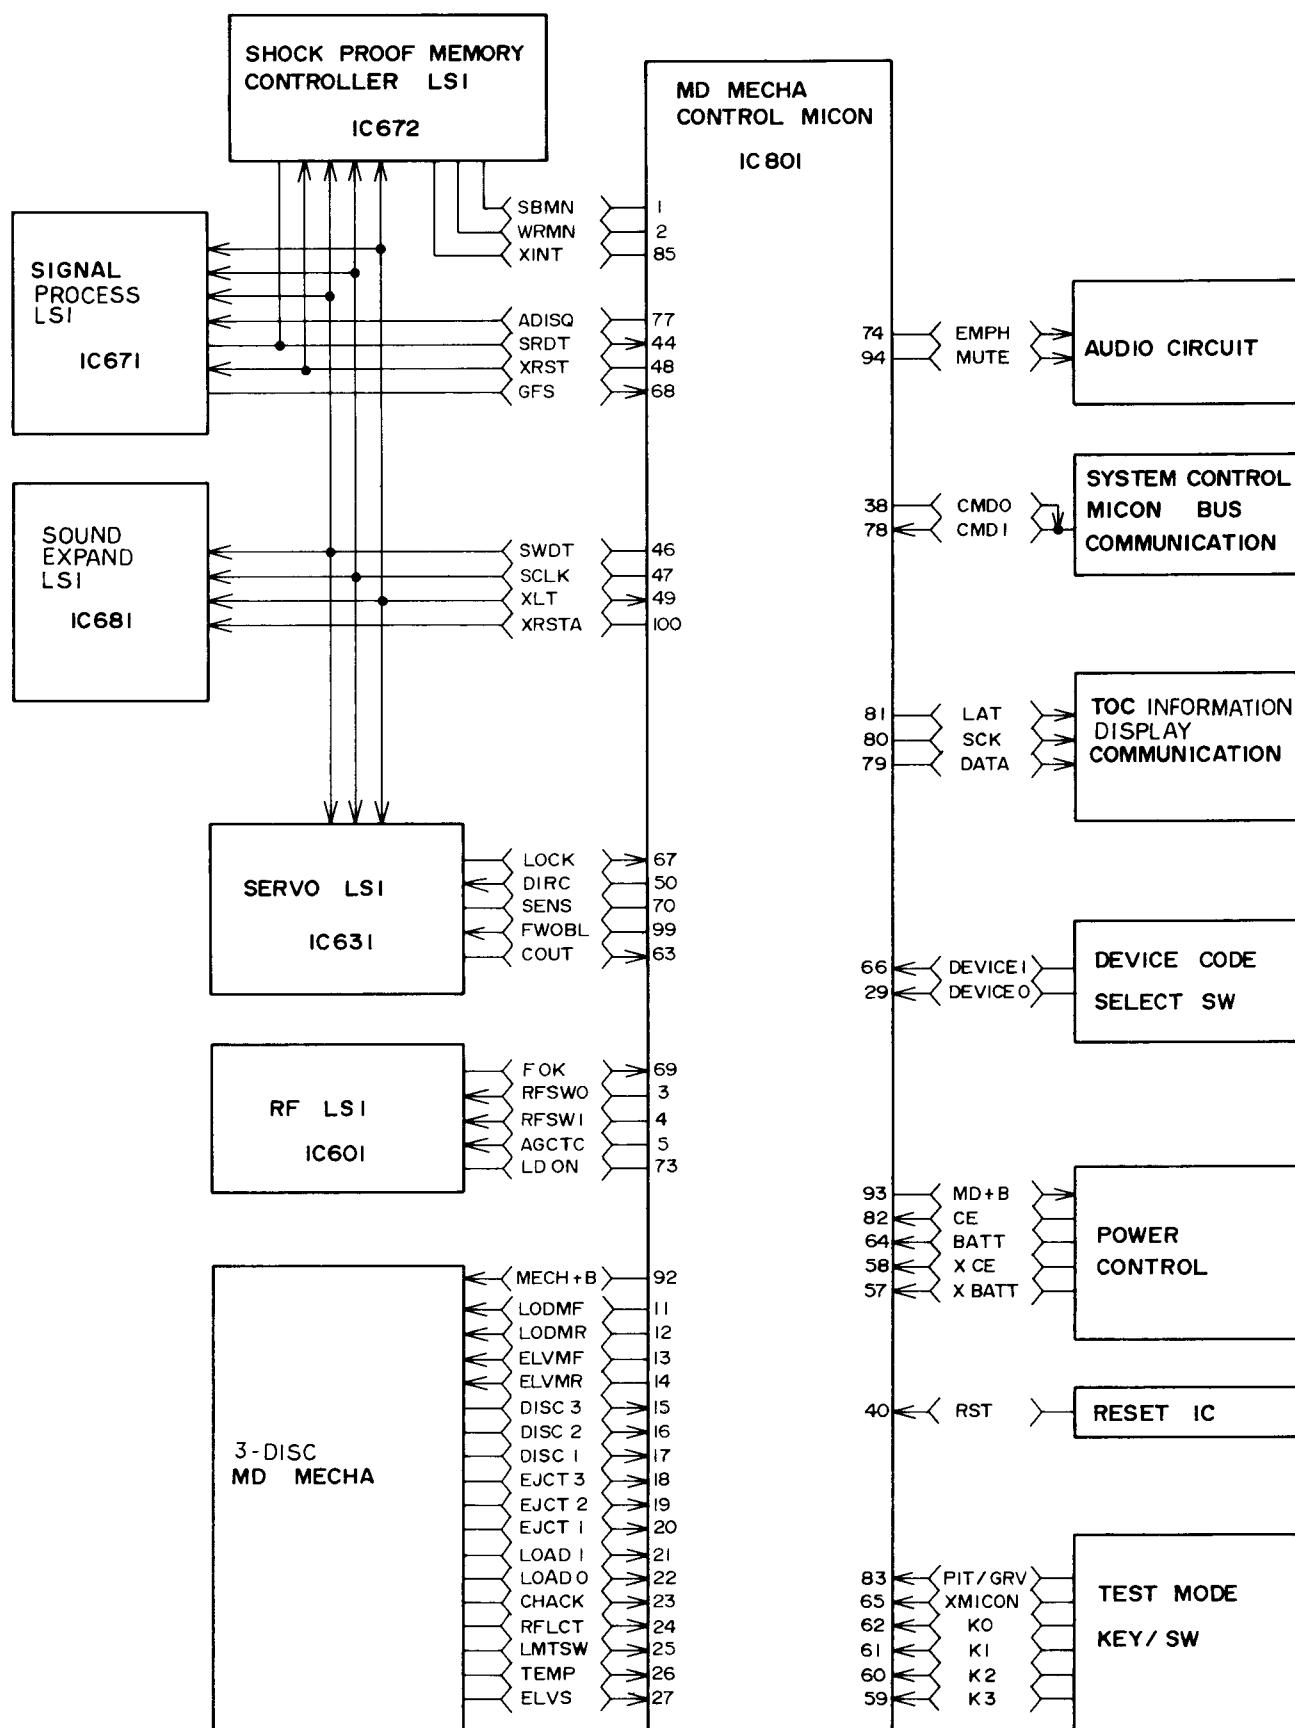 SHOCK PROOF MEMORY
CONTROLLER LSI
IC672
MD MECHA
CONTROL MICON
IC801
SIGNAL
PROCESS
LSI
IC671
SBMN 1
WRMN 2
XINT 85
ADISQ 77
SRDT 44
XRST 48
GFS 68
SOUND
EXPAND
LSI
IC681
SWDT 46
SCLK 47
XLT 49
XRSTA 100
SERVO LSI
IC631
LOCK 67
DIRC 50
SENS 70
FWOBL 99
COUT 63
RF LSI
IC601
FOK 69
RFSW0 3
RFSW1 4
AGCTC 5
LDON 73
3-DISC
MD MECHA
MECH+B 92
LODMF 11
LODMR 12
ELVMF 13
ELVMR 14
DISC 3 15
DISC 2 16
DISC 1 17
EJCT 3 18
EJCT 2 19
EJCT 1 20
LOAD 1 21
LOAD 0 22
CHACK 23
RFLCT 24
LMTSW 25
TEMP 26
ELVS 27
74 EMPH
94 MUTE
AUDIO CIRCUIT
38 CMD0
78 CMD1
SYSTEM CONTROL
MICON BUS
COMMUNICATION
81 LAT
80 SCK
79 DATA
TOC INFORMATION
DISPLAY
COMMUNICATION
66 DEVICE1
29 DEVICE0
DEVICE CODE
SELECT SW
93 MD+B
82 CE
64 BATT
58 XCE
57 XBATT
POWER
CONTROL
40 RST
RESET IC
83 PIT/GRV
65 XMICON
62 K0
61 K1
60 K2
59 K3
TEST MODE
KEY/SW